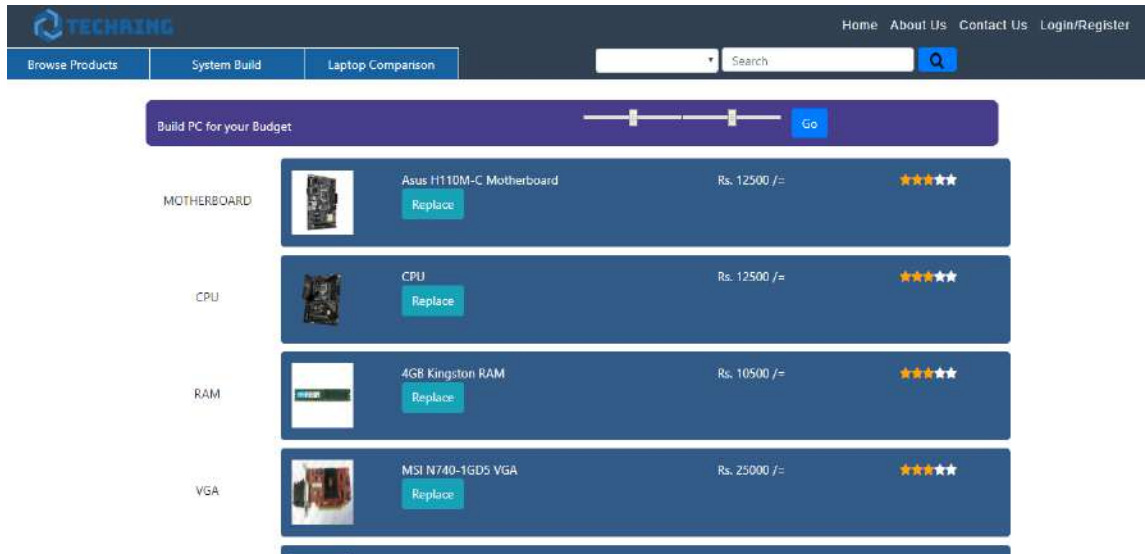 TECHRING
Home About Us Contact Us Login/Register
Browse Products System Build Laptop Comparison Search
Build PC for your Budget Go
MOTHERBOARD
Asus H110M-C Motherboard Rs. 12500 /=
Replace
CPU
CPU Rs. 12500 /=
Replace
RAM
4GB Kingston RAM Rs. 10500 /=
Replace
VGA
MSI N740-1GD5 VGA Rs. 25000 /=
Replace